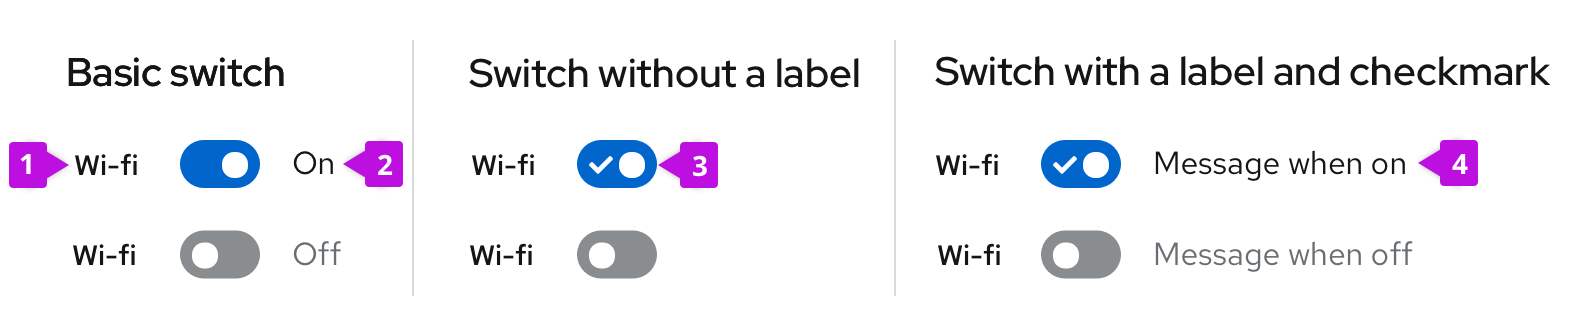 Basic switch
1 Wi-fi On 2
Wi-fi Off
Switch without a label
Wi-fi 3
Wi-fi
Switch with a label and checkmark
Wi-fi Message when on 4
Wi-fi Message when off